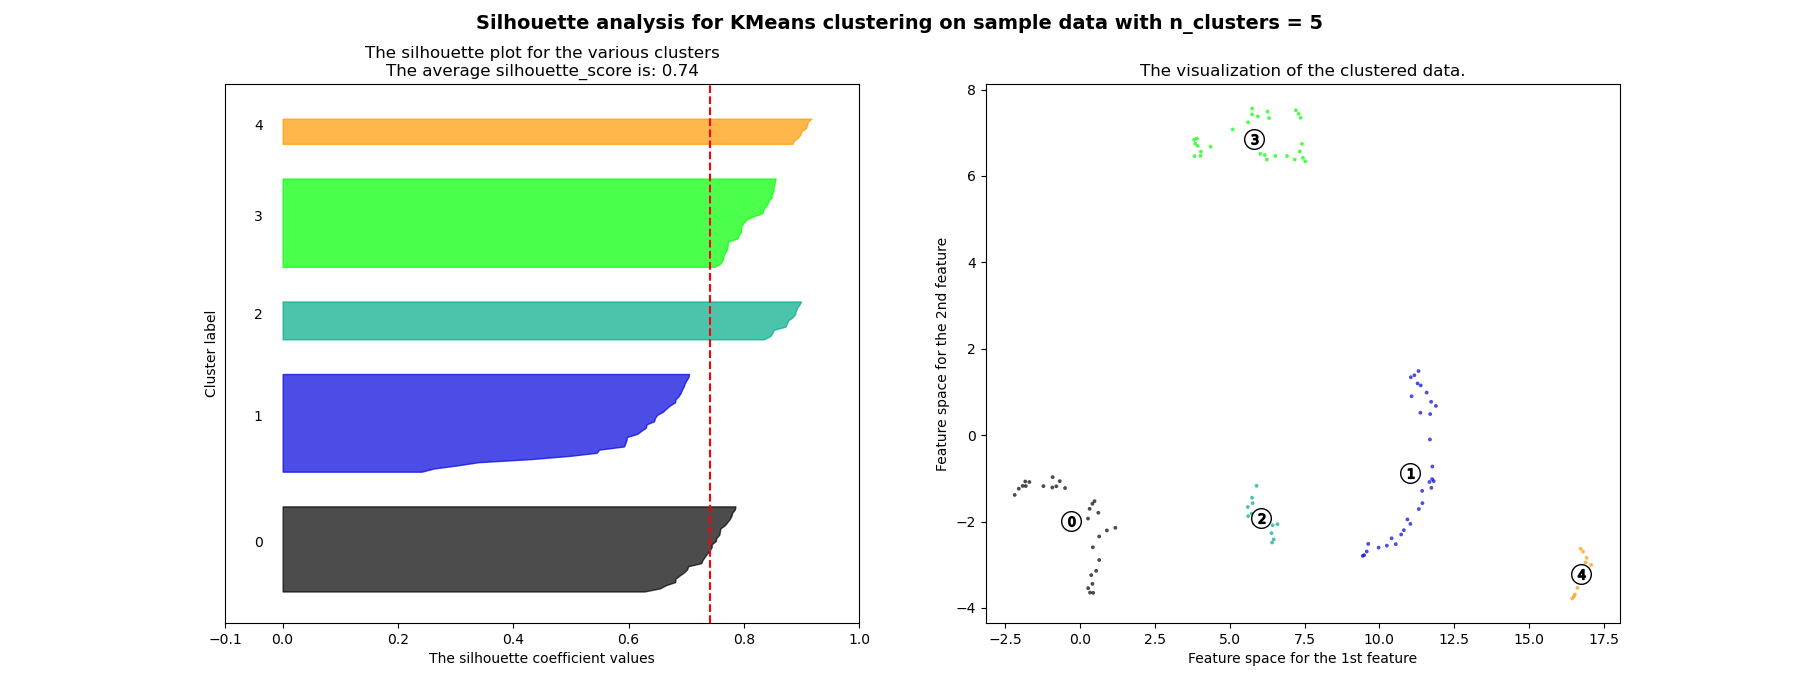 Silhouette analysis for KMeans clustering on sample data with n_clusters = 5
The silhouette plot for the various clusters
The average silhouette_score is: 0.74
Cluster label
4
3
2
1
0
−0.1 0.0 0.2 0.4 0.6 0.8 1.0
The silhouette coefficient values
The visualization of the clustered data.
Feature space for the 2nd feature
8
6
4
2
0
−2
−4
3
1
0
2
4
−2.5 0.0 2.5 5.0 7.5 10.0 12.5 15.0 17.5
Feature space for the 1st feature